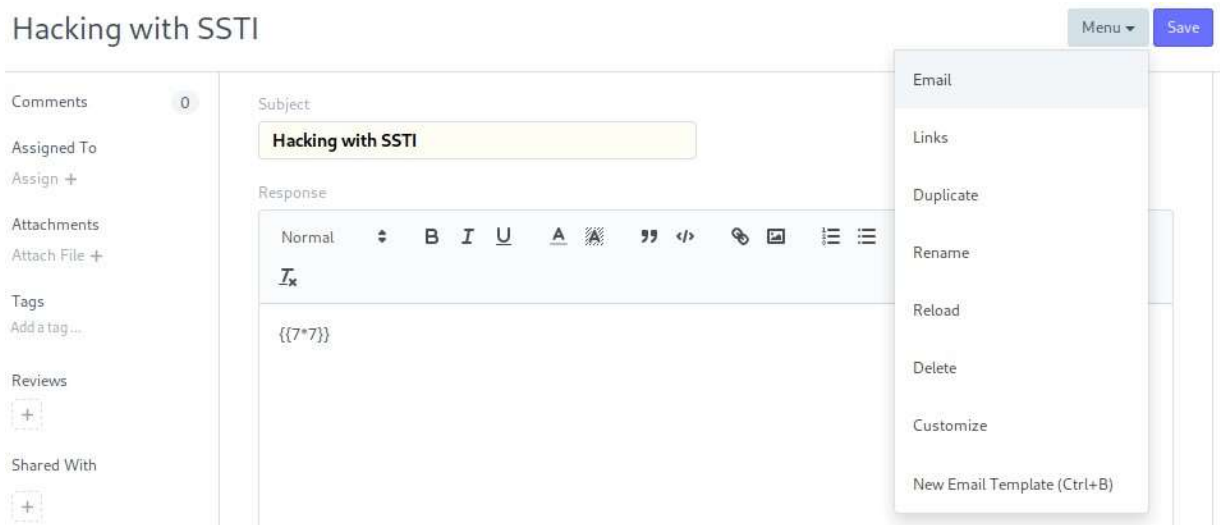 Hacking with SSTI
Menu
Save
Comments 0
Assigned To
Assign +
Attachments
Attach File +
Tags
Add a tag ...
Reviews
+
Shared With
+
Subject
Hacking with SSTI
Response
Normal B I U A A
{{7*7}}
Email
Links
Duplicate
Rename
Reload
Delete
Customize
New Email Template (Ctrl+B)